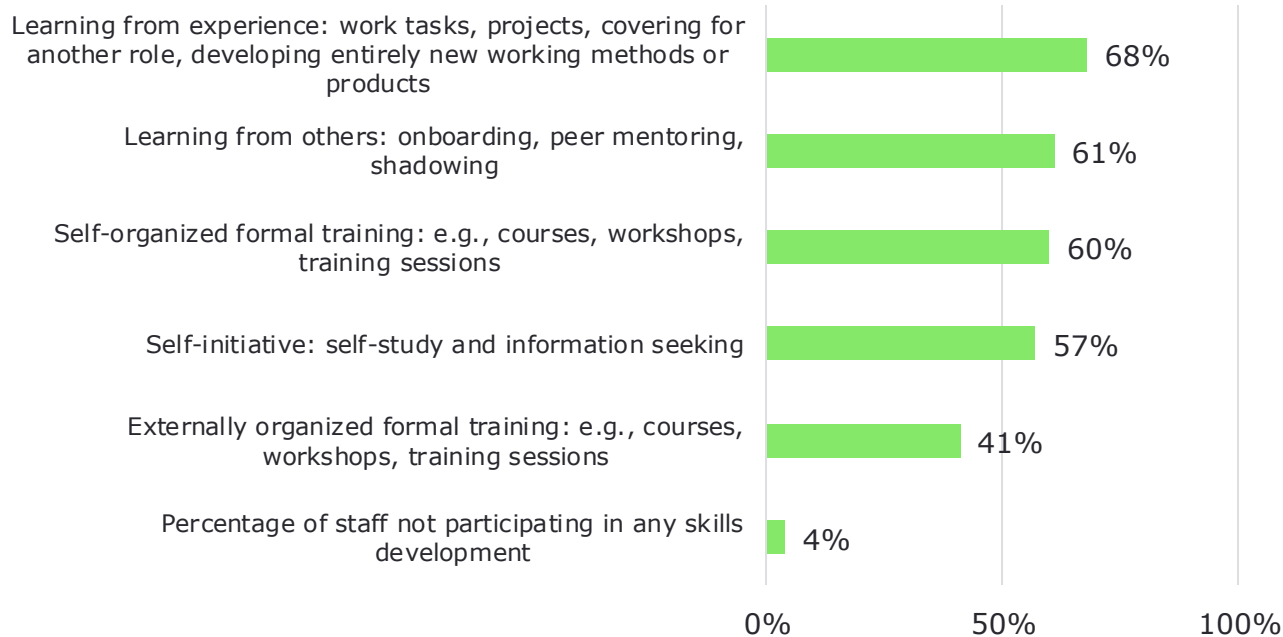 Learning from experience: work tasks, projects, covering for
another role, developing entirely new working methods or
products
68%
Learning from others: onboarding, peer mentoring,
shadowing
61%
Self-organized formal training: e.g., courses, workshops,
training sessions
60%
Self-initiative: self-study and information seeking
57%
Externally organized formal training: e.g., courses,
workshops, training sessions
41%
Percentage of staff not participating in any skills
development
4%
0%
50%
100%